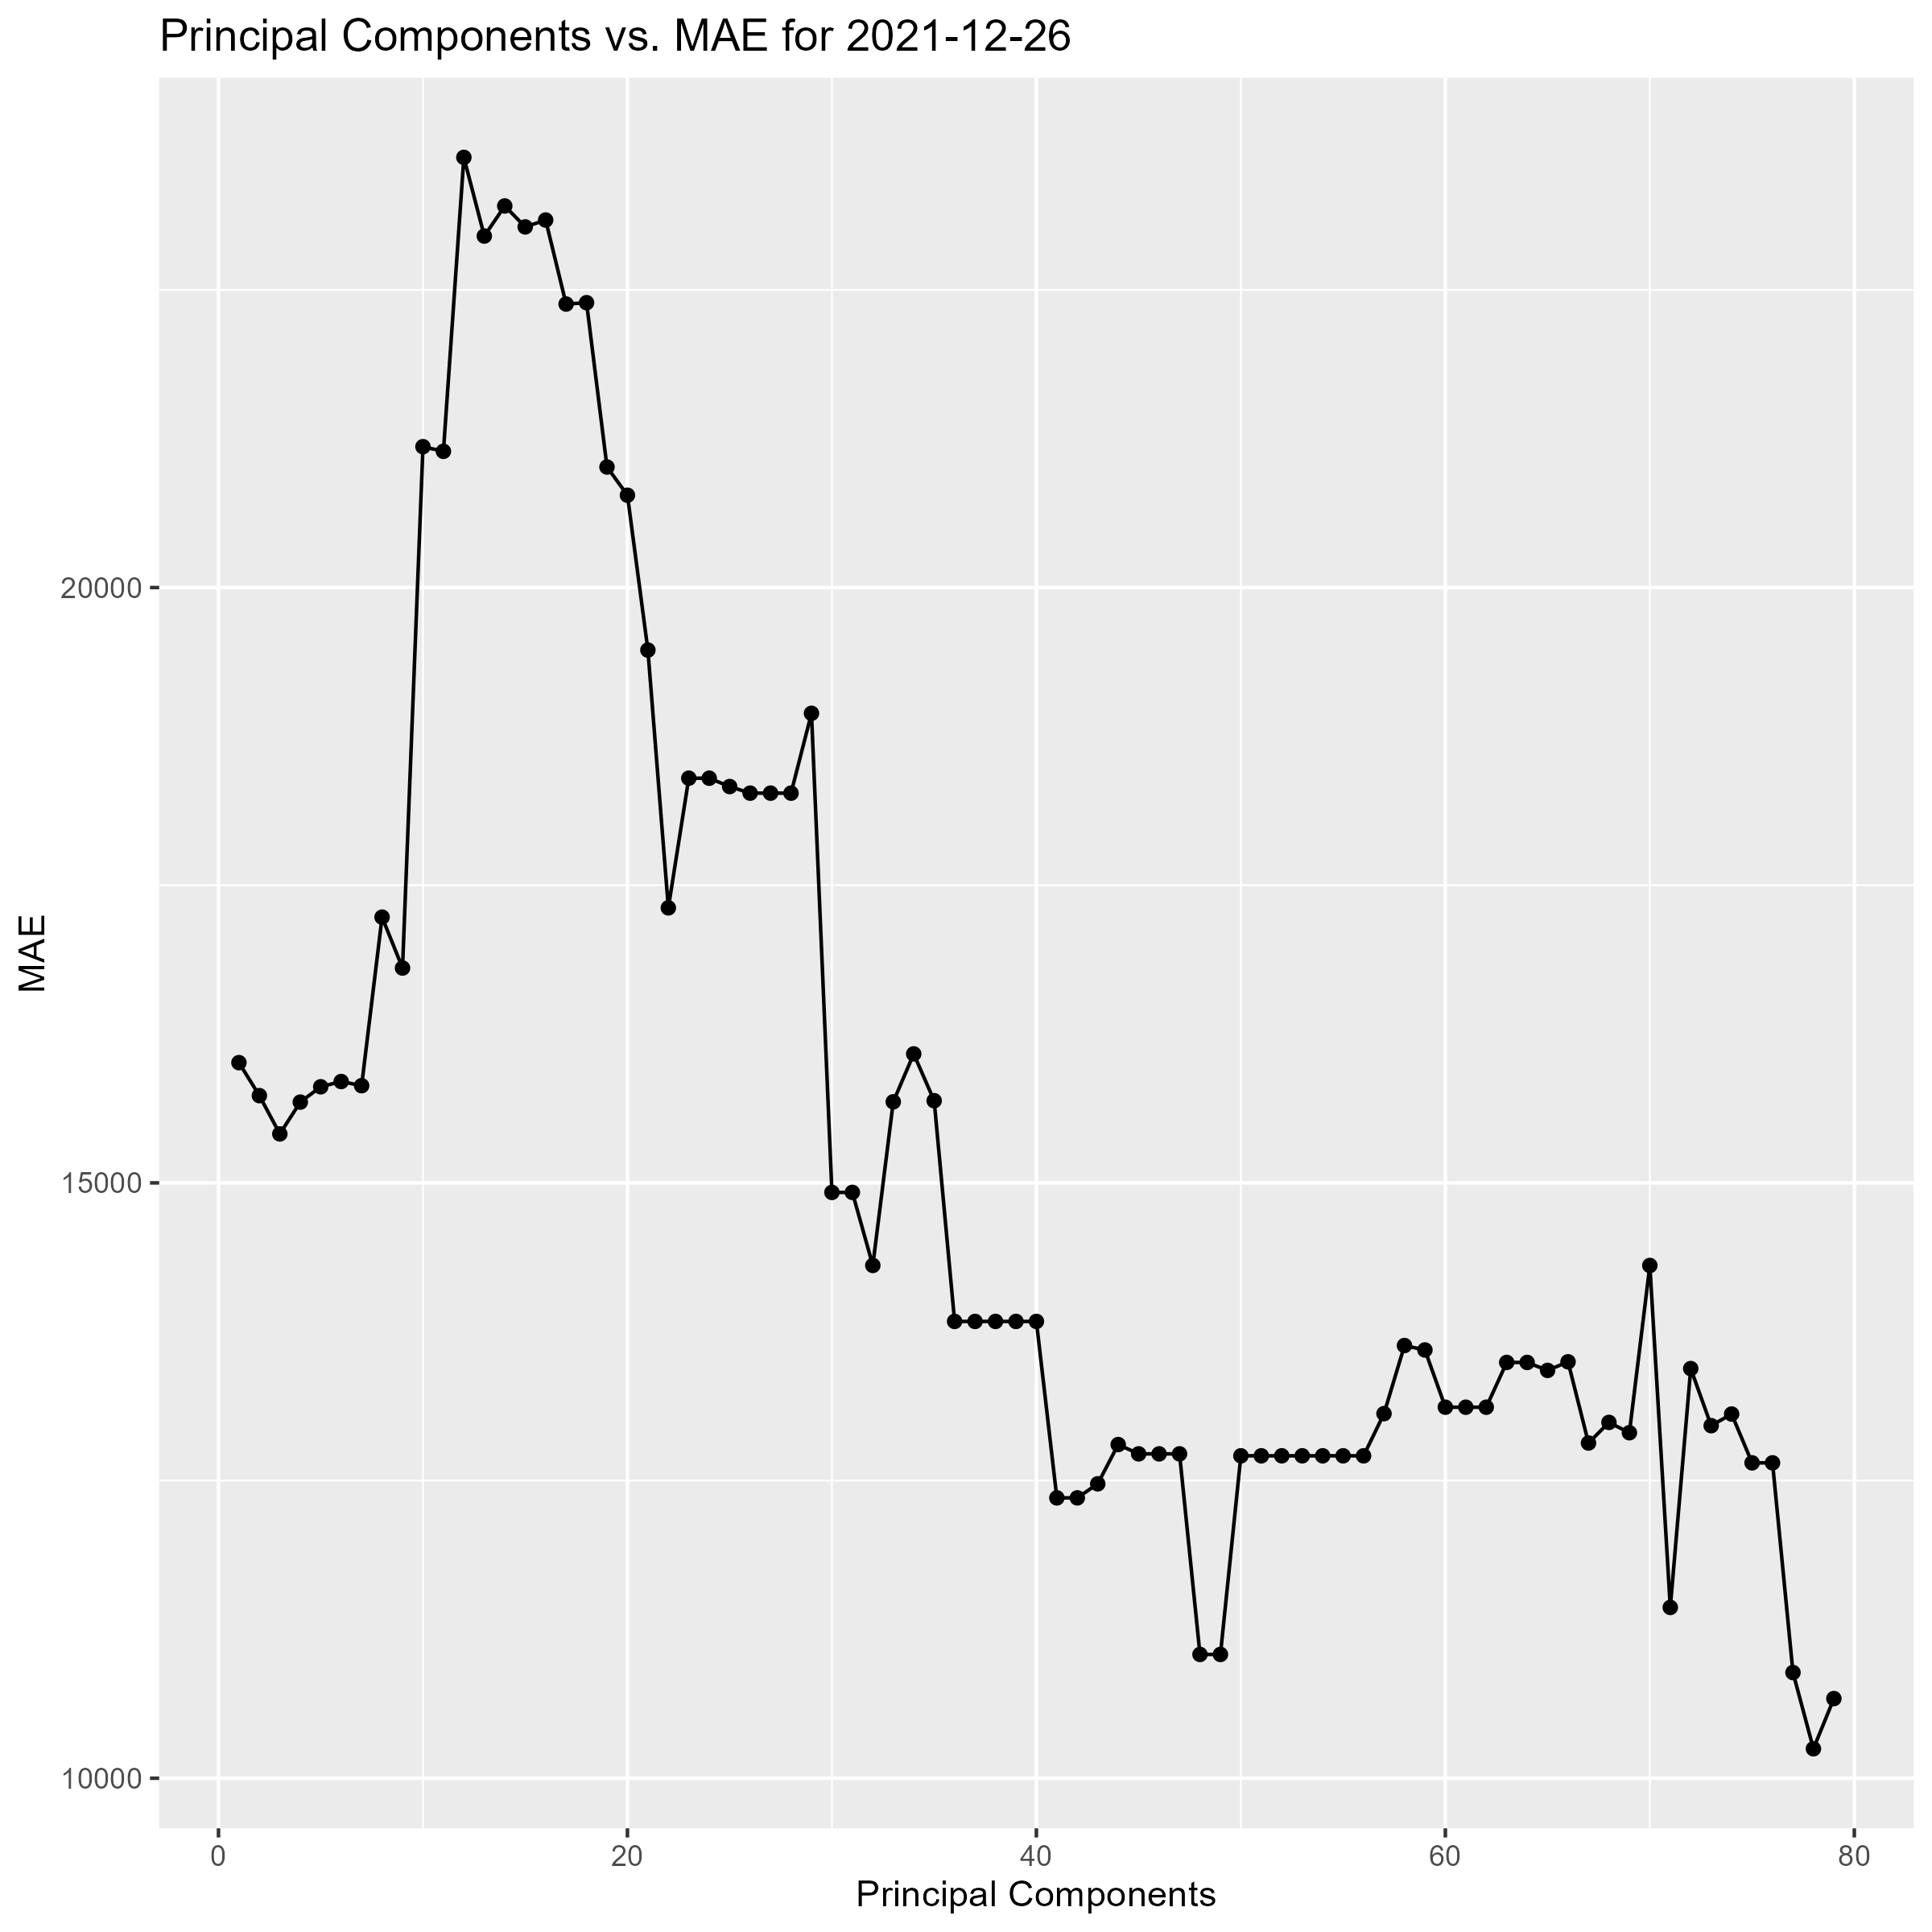 Principal Components vs. MAE for 2021-12-26
MAE
20000
15000
10000
0 20 40 60 80
Principal Components